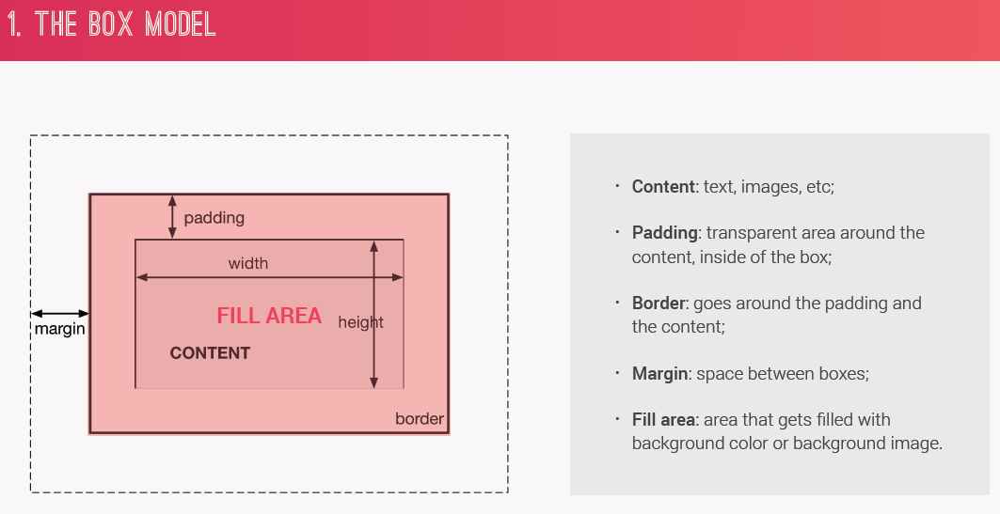 1. THE BOX MODEL
padding
width
FILL AREA
height
margin
CONTENT
border
· Content: text, images, etc;
· Padding: transparent area around the
content, inside of the box;
· Border: goes around the padding and
the content;
· Margin: space between boxes;
· Fill area: area that gets filled with
background color or background image.